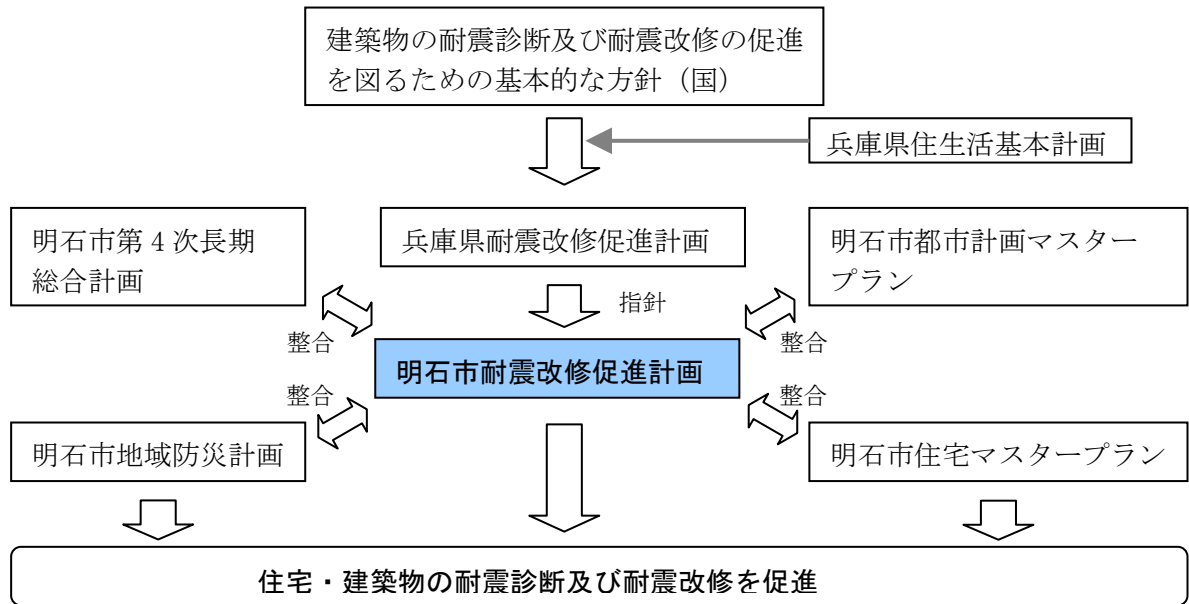 建築物の耐震診断及び耐震改修の促進
を図るための基本的な方針（国）
兵庫県住生活基本計画
明石市第４次長期
総合計画
兵庫県耐震改修促進計画
明石市都市計画マスター
プラン
指針
整合
整合
明石市耐震改修促進計画
整合
整合
明石市地域防災計画
明石市住宅マスタープラン
住宅・建築物の耐震診断及び耐震改修を促進